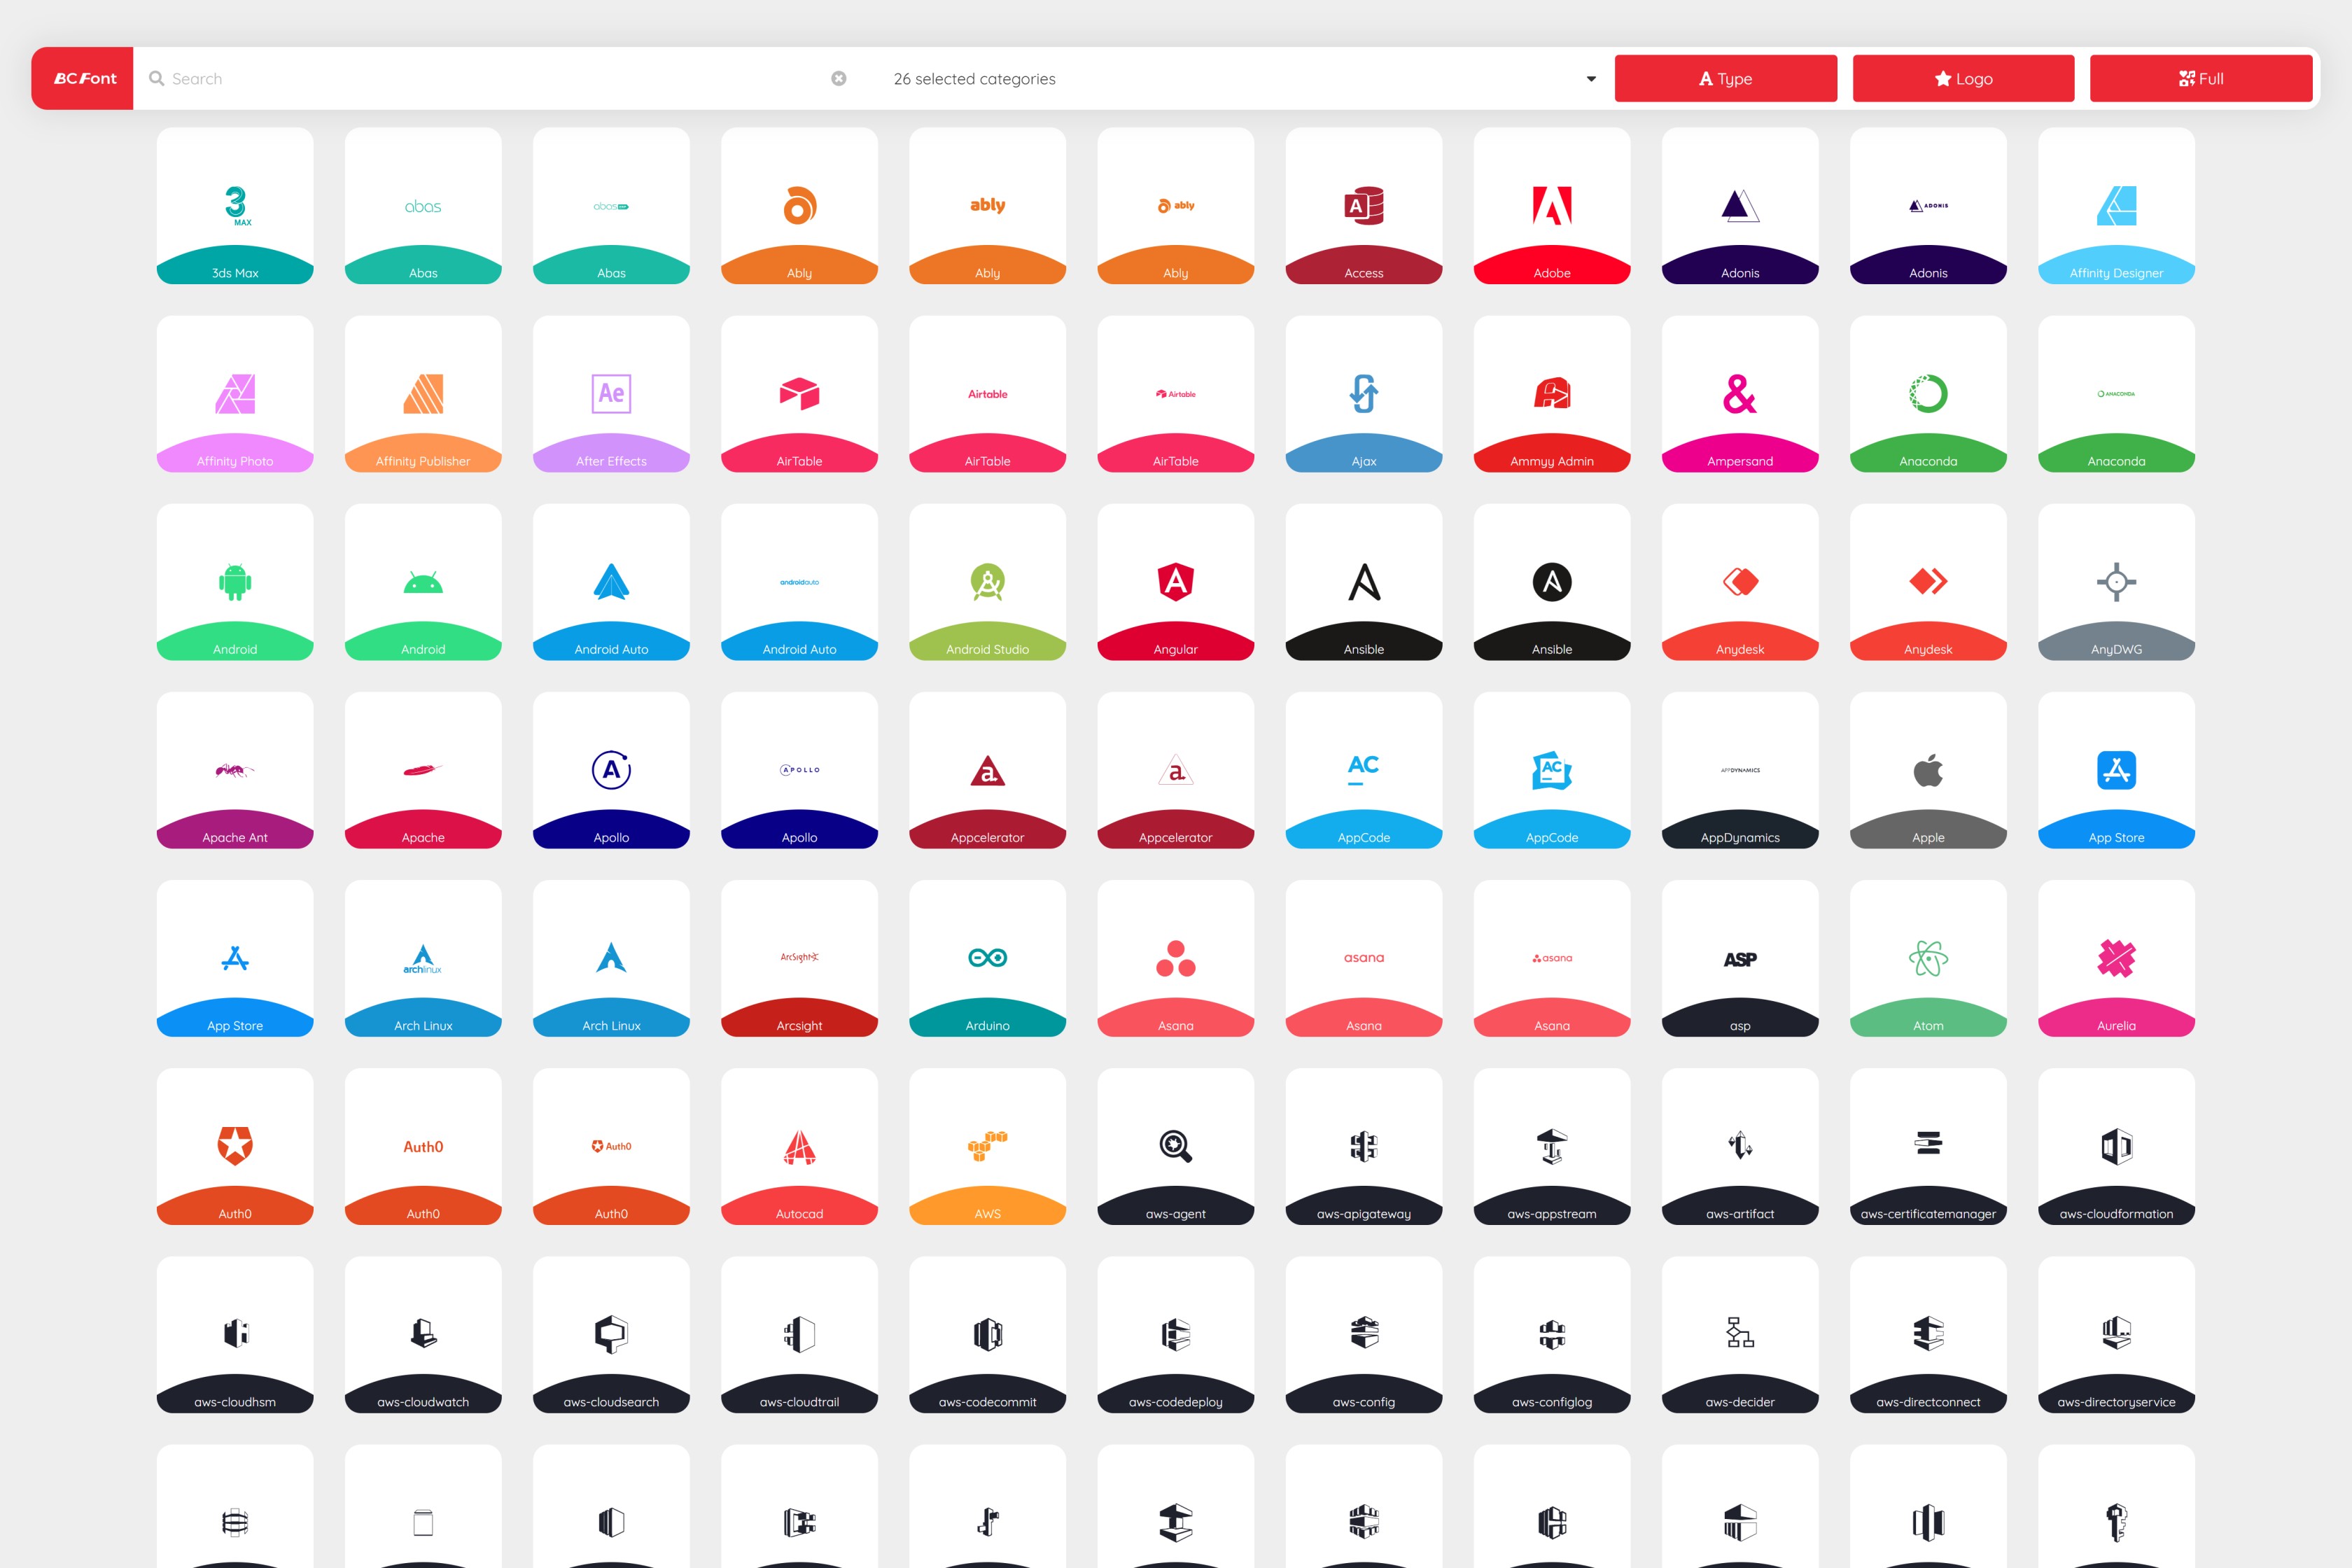 BC Font Search 26 selected categories Type Logo Full
3 MAX abas abas ably ably A ADONIS
3ds Max Abas Abas Ably Ably Ably Access Adobe Adonis Adonis Affinity Designer
Ae Airtable Airtable & ANACONDA
Affinity Photo Affinity Publisher After Effects AirTable AirTable AirTable Ajax Ammyy Admin Ampersand Anaconda Anaconda
androidauto A
Android Android Android Auto Android Auto Android Studio Angular Ansible Ansible Anydesk Anydesk AnyDWG
A APOLLO a a AC AC APPDYNAMICS
Apache Ant Apache Apollo Apollo Appcelerator Appcelerator AppCode AppCode AppDynamics Apple App Store
archlinux ArcSight asana asana ASP
App Store Arch Linux Arch Linux Arcsight Arduino Asana Asana Asana asp Atom Aurelia
Auth0 Auth0
Auth0 Auth0 Auth0 Autocad AWS aws-agent aws-apigateway aws-appstream aws-artifact aws-certificatemanager aws-cloudformation
aws-cloudhsm aws-cloudwatch aws-cloudsearch aws-cloudtrail aws-codecommit aws-codedeploy aws-config aws-configlog aws-decider aws-directconnect aws-directoryservice